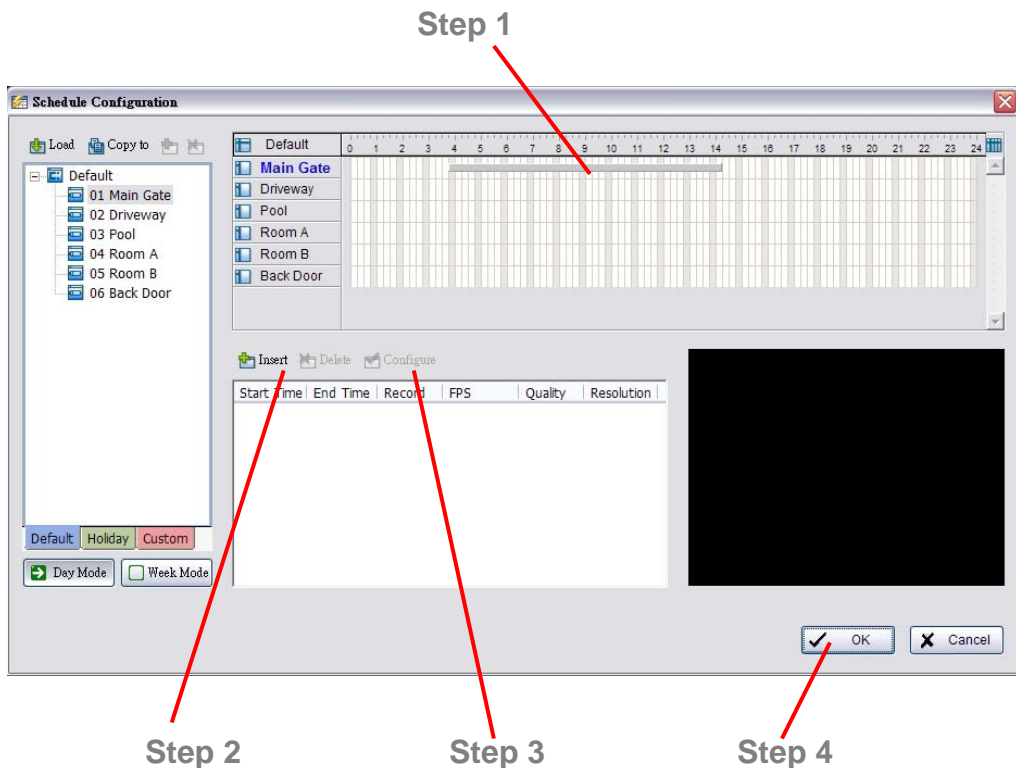 Step 1
Schedule Configuration
Load Copy to
Default
01 Main Gate
02 Driveway
03 Pool
04 Room A
05 Room B
06 Back Door
Default Holiday Custom
Day Mode Week Mode
Default 0 1 2 3 4 5 6 7 8 9 10 11 12 13 14 15 16 17 18 19 20 21 22 23 24
Main Gate
Driveway
Pool
Room A
Room B
Back Door
Insert Delete Configure
Start Time End Time Record FPS Quality Resolution
OK Cancel
Step 2 Step 3 Step 4